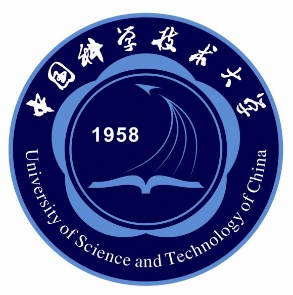 中国科学技术大学
1958
University of Science and Technology of China